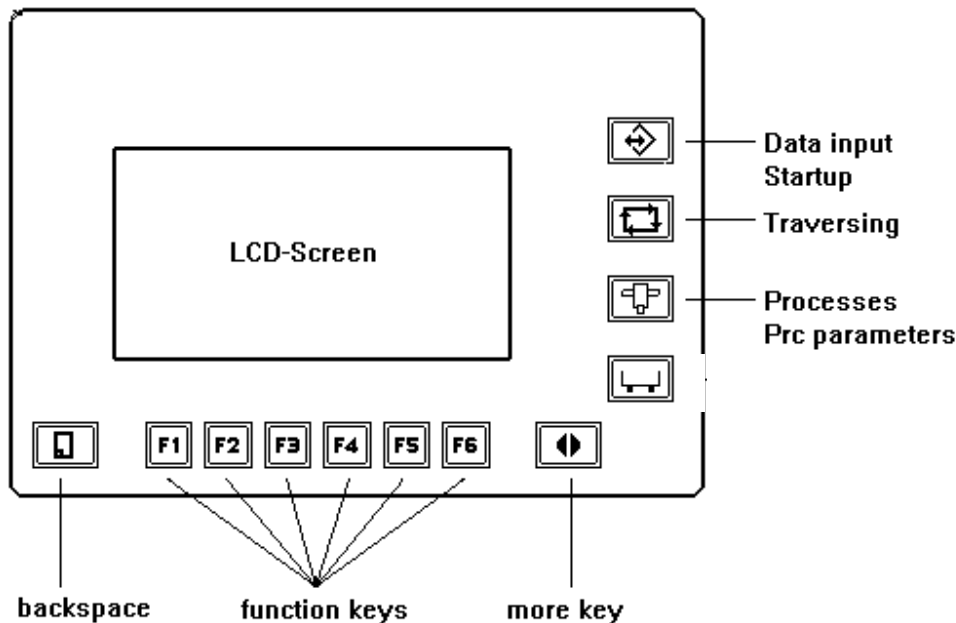 Data input
Startup
LCD-Screen
Traversing
Processes
Prc parameters
F1 F2 F3 F4 F5 F6
backspace function keys more key